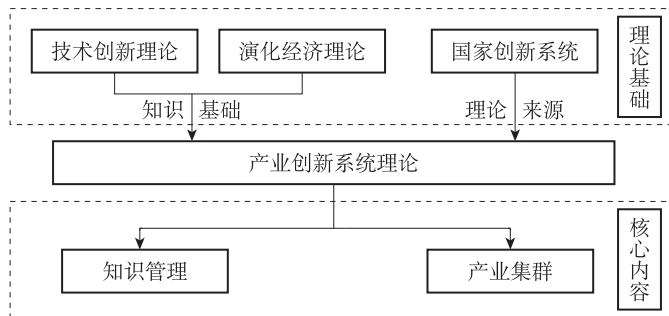 技术创新理论
演化经济理论
国家创新系统
理论基础
知识 基础
理论 来源
产业创新系统理论
核心内容
知识管理
产业集群